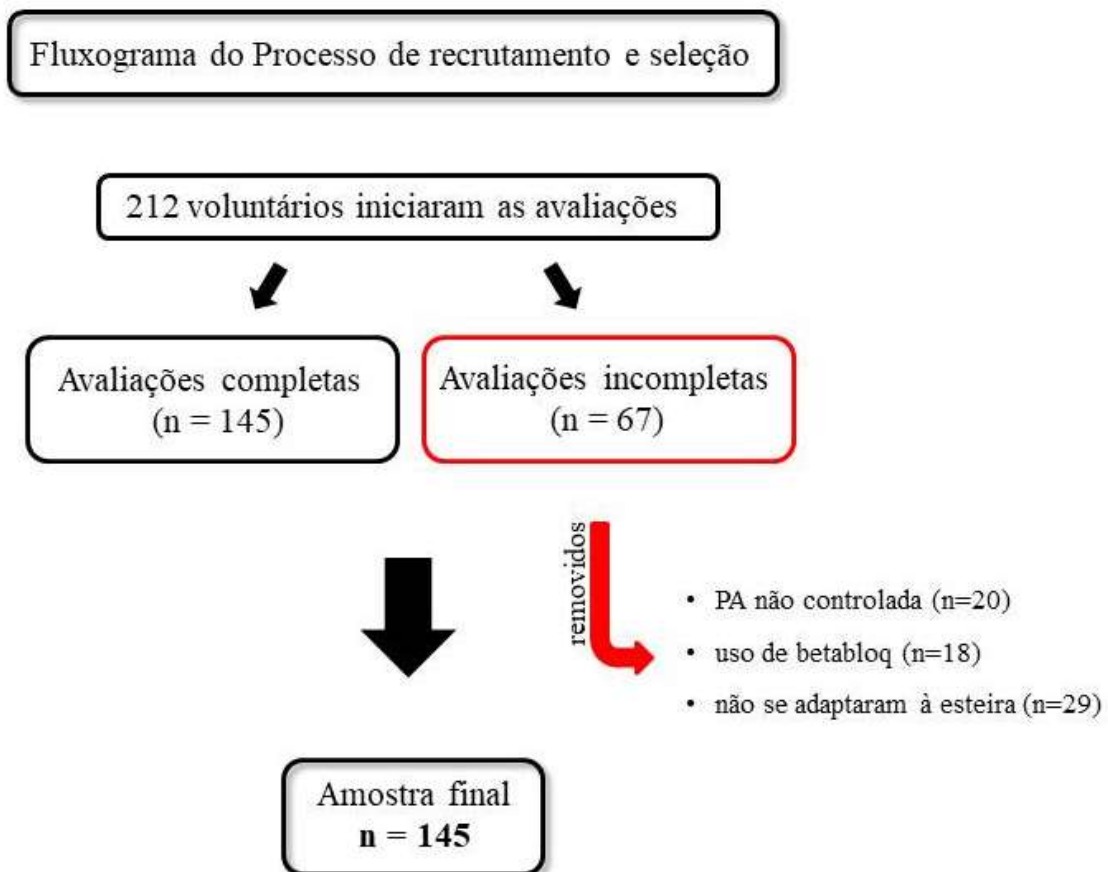 Fluxograma do Processo de recrutamento e seleção
212 voluntários iniciaram as avaliações
Avaliações completas
(n = 145)
Avaliações incompletas
(n = 67)
removidos
• PA não controlada (n=20)
• uso de betabloq (n=18)
• não se adaptaram à esteira (n=29)
Amostra final
n = 145